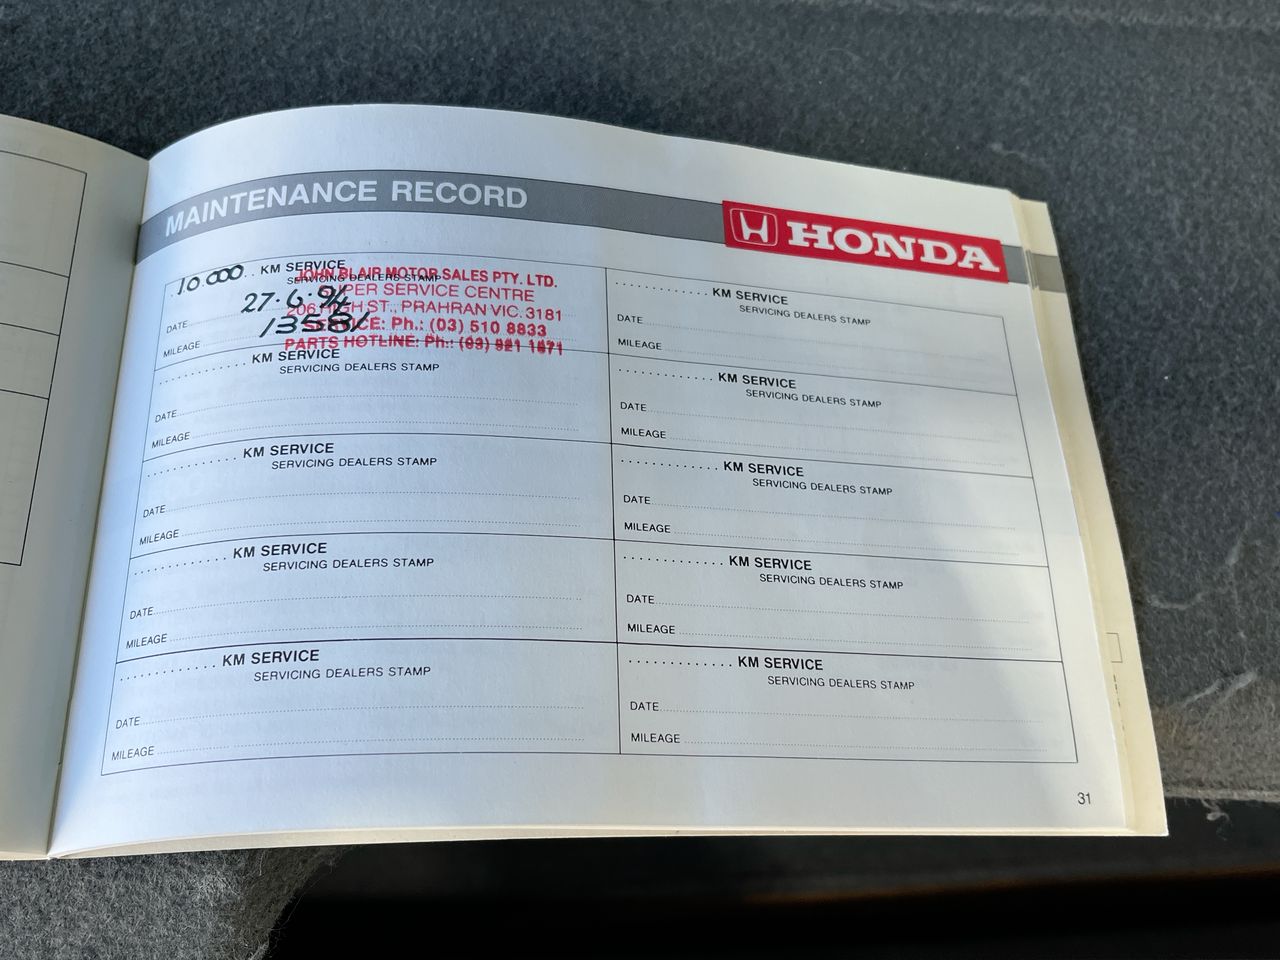 MAINTENANCE RECORD
HONDA
10.000 KM SERVICE
SERVICING DEALERS STAMP
JOHN BLAIR MOTOR SALES PTY. LTD.
SUPER SERVICE CENTRE
206 HIGH ST., PRAHRAN VIC. 3181
SERVICE: Ph.: (03) 510 8833
PARTS HOTLINE: Ph.:
DATE 27.6.94
MILEAGE
KM SERVICE
SERVICING DEALERS STAMP
DATE
MILEAGE
KM SERVICE
SERVICING DEALERS STAMP
DATE
MILEAGE
KM SERVICE
SERVICING DEALERS STAMP
DATE
MILEAGE
KM SERVICE
SERVICING DEALERS STAMP
DATE
MILEAGE
KM SERVICE
SERVICING DEALERS STAMP
DATE
MILEAGE
KM SERVICE
SERVICING DEALERS STAMP
DATE
MILEAGE
KM SERVICE
SERVICING DEALERS STAMP
DATE
MILEAGE
KM SERVICE
SERVICING DEALERS STAMP
DATE
MILEAGE
KM SERVICE
SERVICING DEALERS STAMP
DATE
MILEAGE
31